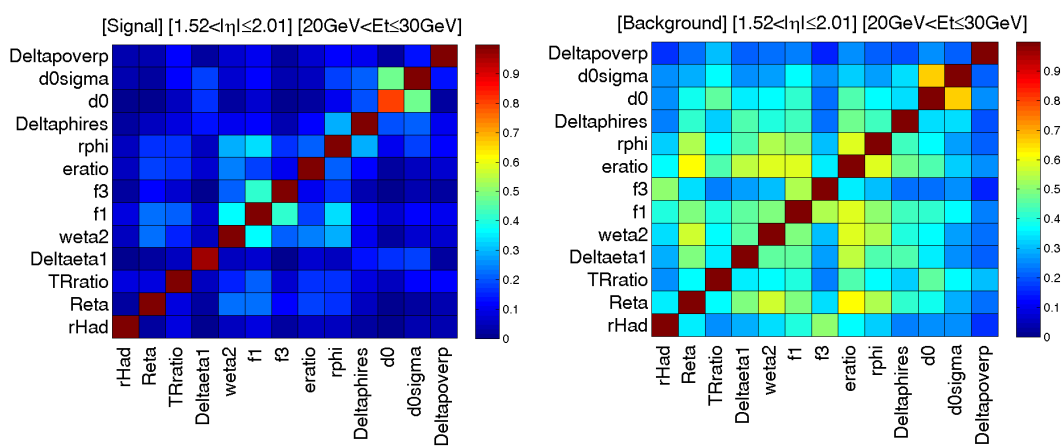 [Signal] [1.52<|η|≤2.01] [20GeV<Et≤30GeV]
Deltapoverp
d0sigma
d0
Deltaphires
rphi
eratio
f3
f1
weta2
Deltaeta1
TRratio
Reta
rHad
rHad Reta TRratio Deltaeta1 weta2 f1 f3 eratio rphi Deltaphires d0 d0sigma Deltapoverp
0.9
0.8
0.7
0.6
0.5
0.4
0.3
0.2
0.1
0
[Background] [1.52<|η|≤2.01] [20GeV<Et≤30GeV]
Deltapoverp
d0sigma
d0
Deltaphires
rphi
eratio
f3
f1
weta2
Deltaeta1
TRratio
Reta
rHad
rHad Reta TRratio Deltaeta1 weta2 f1 f3 eratio rphi Deltaphires d0 d0sigma Deltapoverp
0.9
0.8
0.7
0.6
0.5
0.4
0.3
0.2
0.1
0